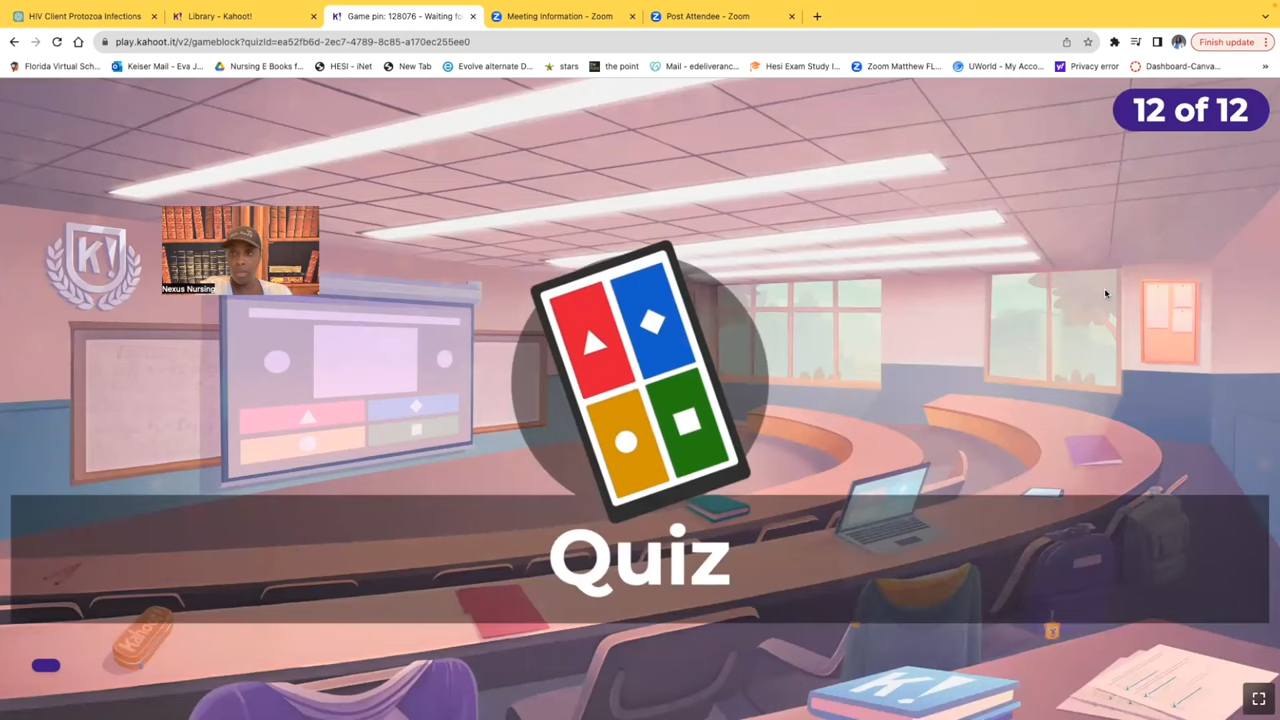 HIV Client Protozoa Infections
Library - Kahoot!
Game pin: 128076 - Waiting fo
Meeting Information - Zoom
Post Attendee - Zoom
play.kahoot.it/v2/gameblock?quizId=ea52fb6d-2ec7-4789-8c85-a170ec255ee0
Finish update
Florida Virtual Sch...
Keiser Mail - Eva J...
Nursing E Books f...
HESI - iNet
New Tab
Evolve alternate D...
stars
the point
Mail - edeliveranc...
Hesi Exam Study I...
Zoom Matthew FL...
UWorld - My Acco...
Privacy error
Dashboard-Canva...
12 of 12
K!
Nexus Nursing
Quiz
Kahoot!
K!